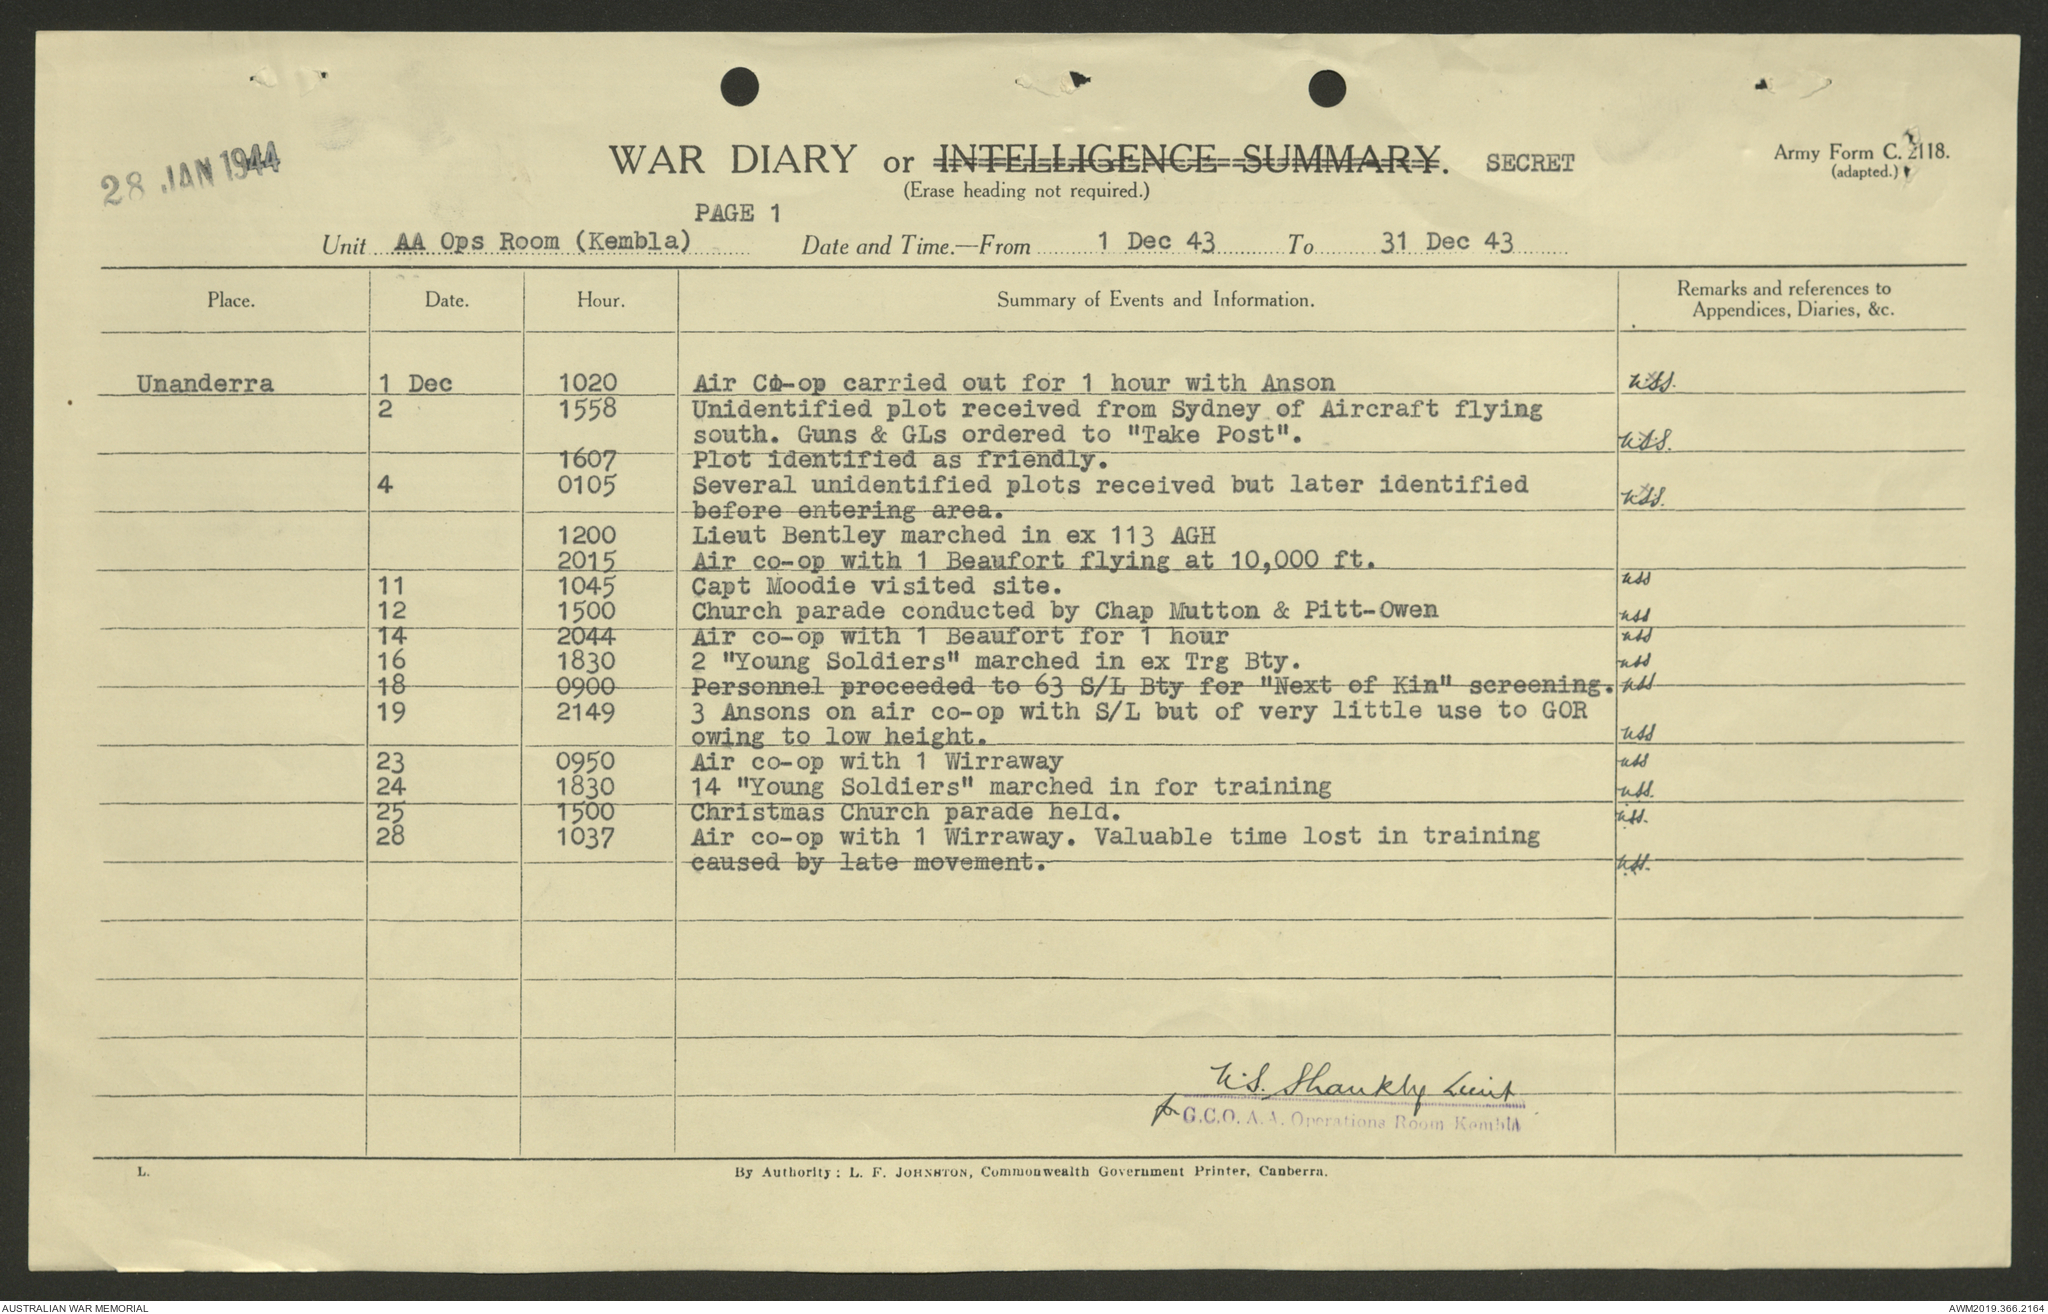 28 JAN 1944
WAR DIARY or INTELLIGENCE SUMMARY. SECRET
Army Form C. 2118.
(adapted.)
(Erase heading not required.)
PAGE 1
Unit AA Ops Room (Kembla) Date and Time.—From 1 Dec 43 To 31 Dec 43
Place. Date. Hour. Summary of Events and Information. Remarks and references to
Appendices, Diaries, &c.
Unanderra 1 Dec 1020 Air Co-op carried out for 1 hour with Anson
2 1558 Unidentified plot received from Sydney of Aircraft flying
south. Guns & GLs ordered to "Take Post".
1607 Plot identified as friendly.
4 0105 Several unidentified plots received but later identified
before entering area.
1200 Lieut Bentley marched in ex 113 AGH
2015 Air co-op with 1 Beaufort flying at 10,000 ft.
11 1045 Capt Moodie visited site.
12 1500 Church parade conducted by Chap Mutton & Pitt-Owen
14 2044 Air co-op with 1 Beaufort for 1 hour
16 1830 2 "Young Soldiers" marched in ex Trg Bty.
18 0900 Personnel proceeded to 63 S/L Bty for "Next of Kin" screening.
19 2149 3 Ansons on air co-op with S/L but of very little use to GOR
owing to low height.
23 0950 Air co-op with 1 Wirraway
24 1830 14 "Young Soldiers" marched in for training
25 1500 Christmas Church parade held.
28 1037 Air co-op with 1 Wirraway. Valuable time lost in training
caused by late movement.
Shankly Lieut
G.C.O. A.A. Operations Room Kembla
L. By Authority: L. F. JOHNSTON, Commonwealth Government Printer, Canberra.
AUSTRALIAN WAR MEMORIAL AWM2019.366.2164